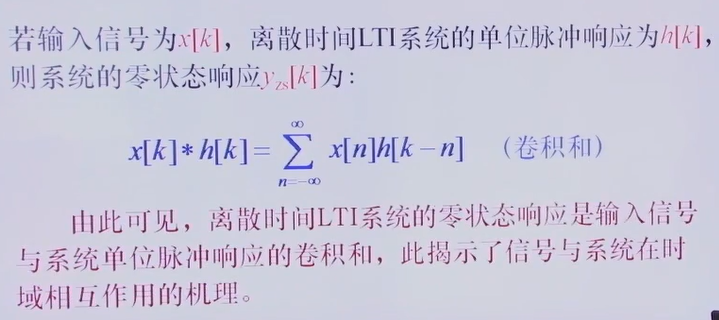 若输入信号为x[k]，离散时间LTI系统的单位脉冲响应为h[k]，
则系统的零状态响应y_zs[k]为：
x[k]*h[k]=∑_{n=-∞}^{∞} x[n]h[k-n] （卷积和）
由此可见，离散时间LTI系统的零状态响应是输入信号
与系统单位脉冲响应的卷积和，此揭示了信号与系统在时
域相互作用的机理。